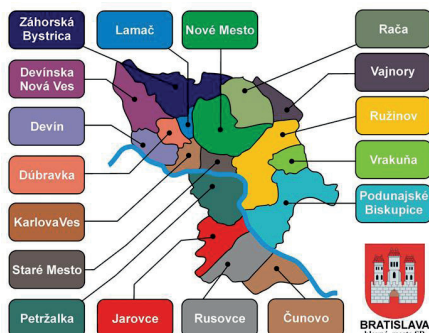 Záhorská
Bystrica
Lamač
Nové Mesto
Rača
Devínska
Nová Ves
Vajnory
Devín
Ružinov
Dúbravka
Vrakuňa
KarlovaVes
Podunajské
Biskupice
Staré Mesto
Petržalka
Jarovce
Rusovce
Čunovo
BRATISLAVA